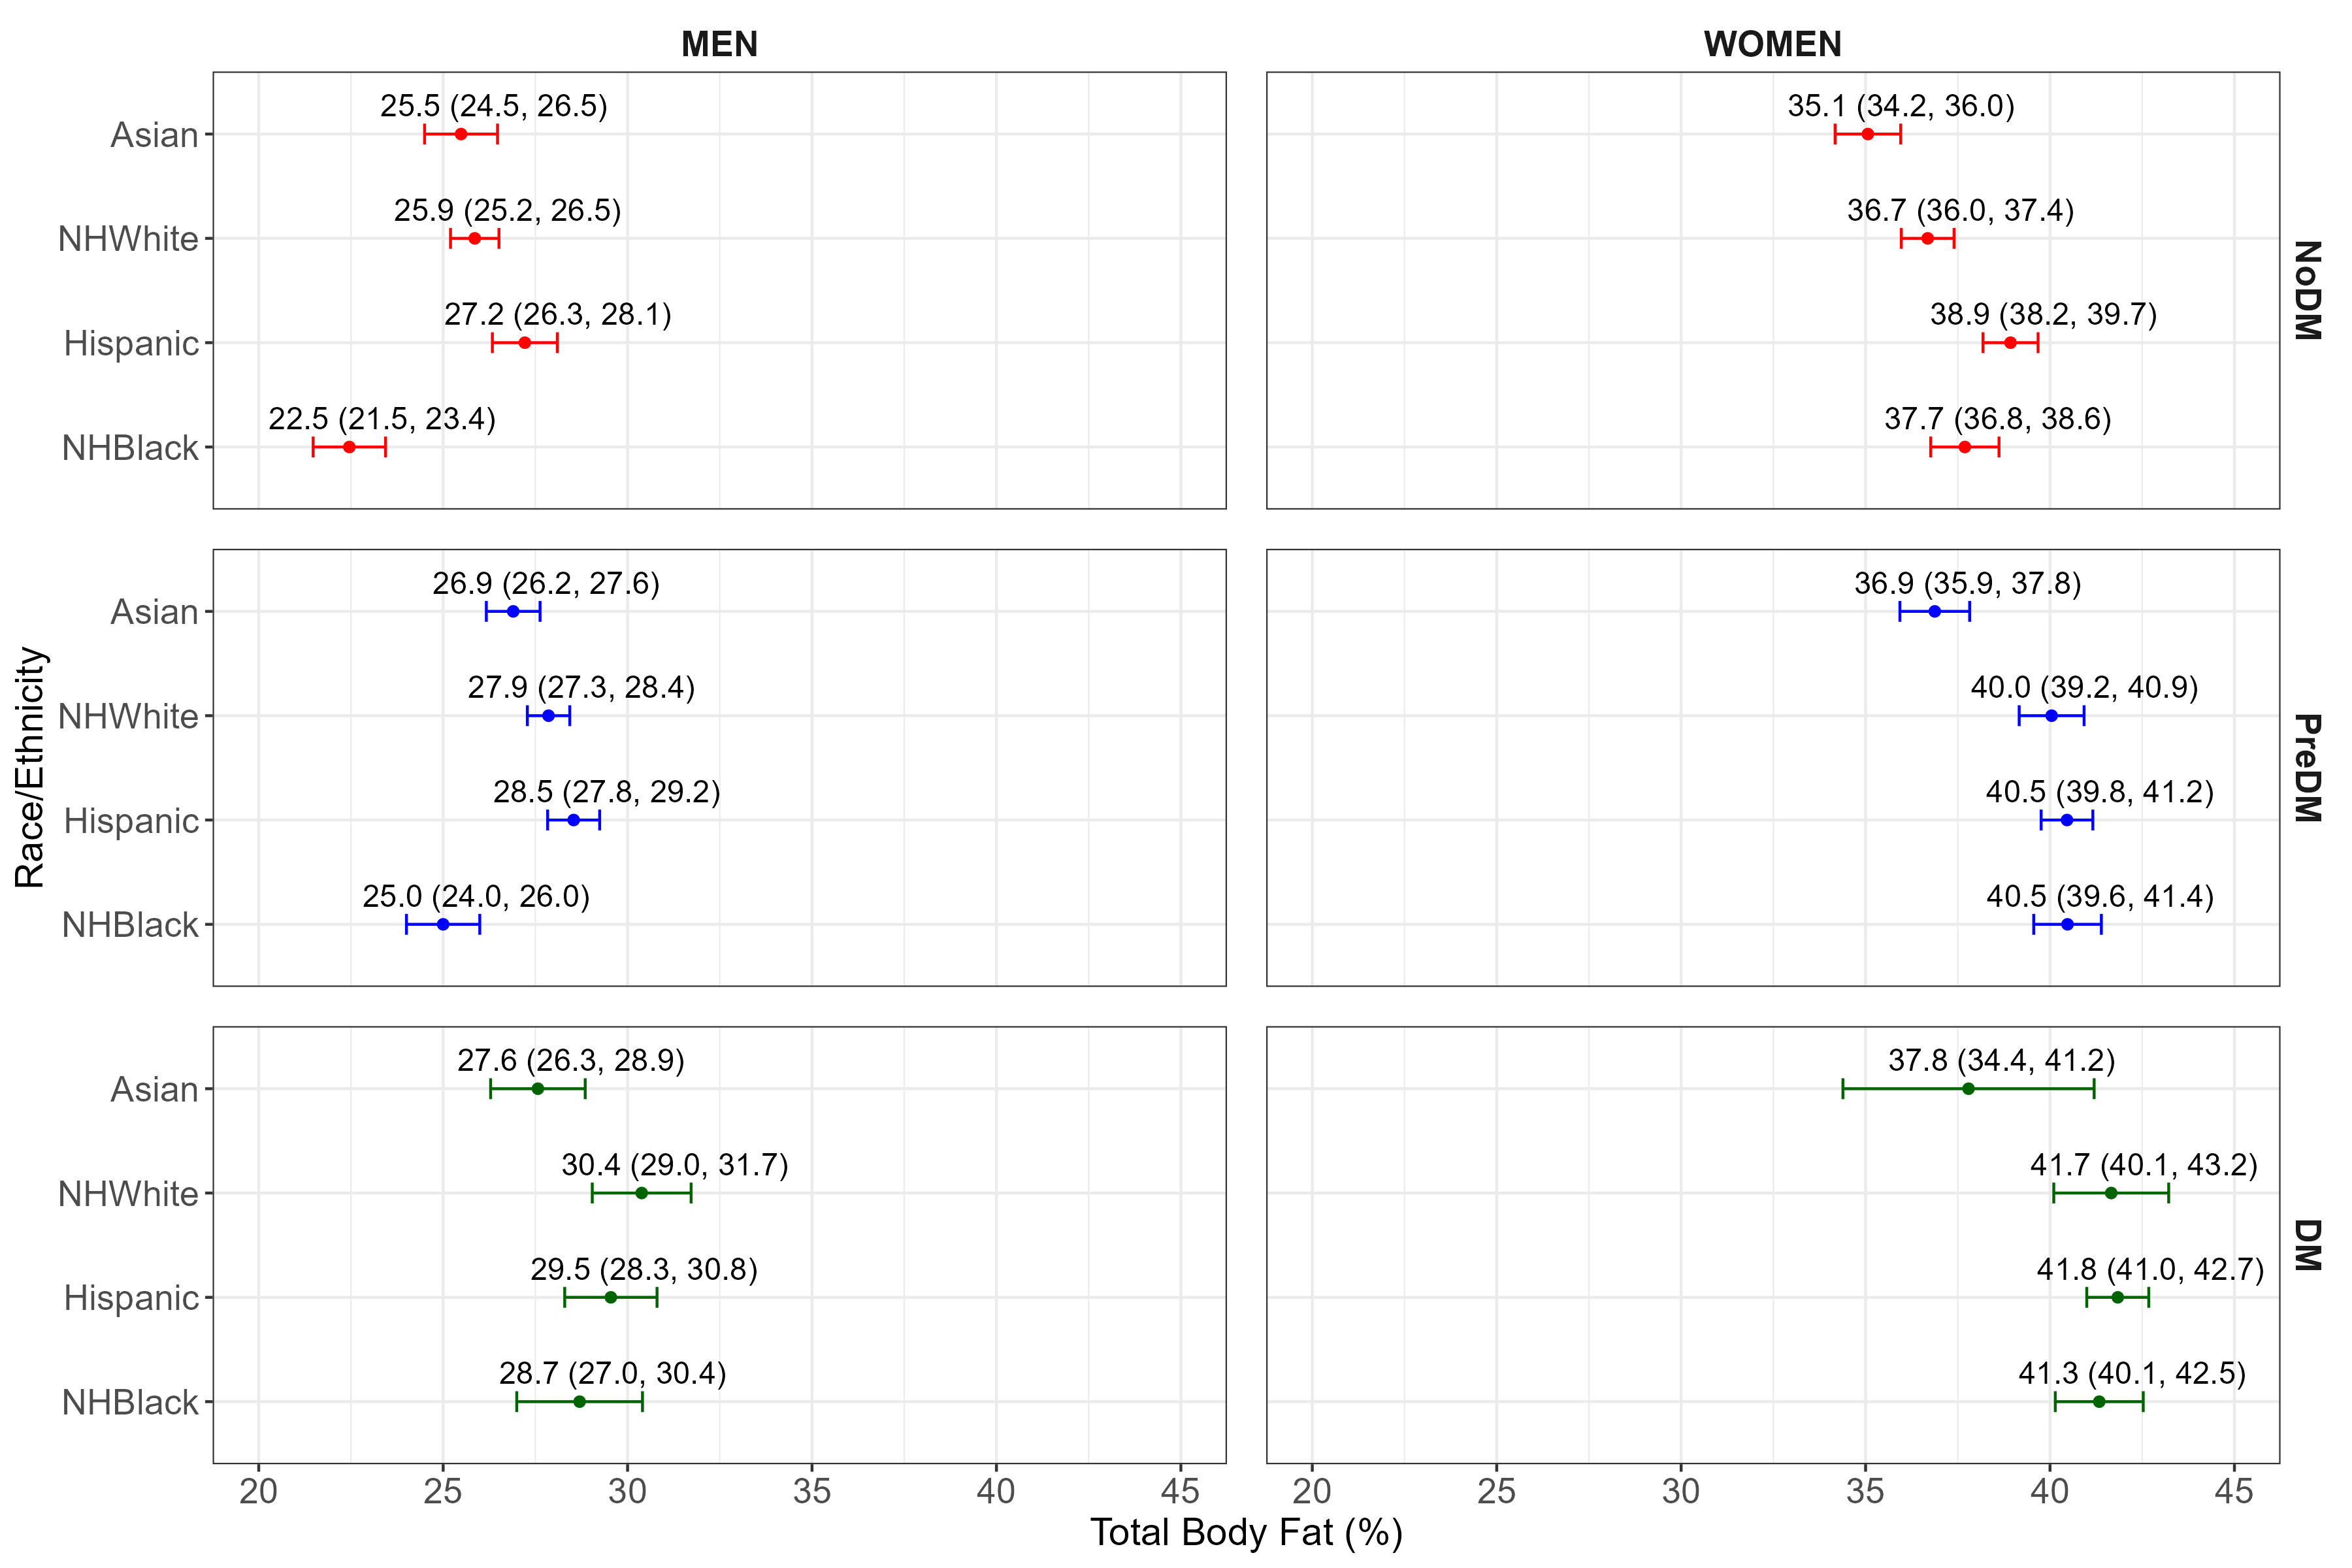 MEN
WOMEN
Race/Ethnicity
Asian
25.5 (24.5, 26.5)
35.1 (34.2, 36.0)
NHWhite
25.9 (25.2, 26.5)
36.7 (36.0, 37.4)
Hispanic
27.2 (26.3, 28.1)
38.9 (38.2, 39.7)
NHBlack
22.5 (21.5, 23.4)
37.7 (36.8, 38.6)
NoDM
Asian
26.9 (26.2, 27.6)
36.9 (35.9, 37.8)
NHWhite
27.9 (27.3, 28.4)
40.0 (39.2, 40.9)
Hispanic
28.5 (27.8, 29.2)
40.5 (39.8, 41.2)
NHBlack
25.0 (24.0, 26.0)
40.5 (39.6, 41.4)
PreDM
Asian
27.6 (26.3, 28.9)
37.8 (34.4, 41.2)
NHWhite
30.4 (29.0, 31.7)
41.7 (40.1, 43.2)
Hispanic
29.5 (28.3, 30.8)
41.8 (41.0, 42.7)
NHBlack
28.7 (27.0, 30.4)
41.3 (40.1, 42.5)
DM
20 25 30 35 40 45
20 25 30 35 40 45
Total Body Fat (%)